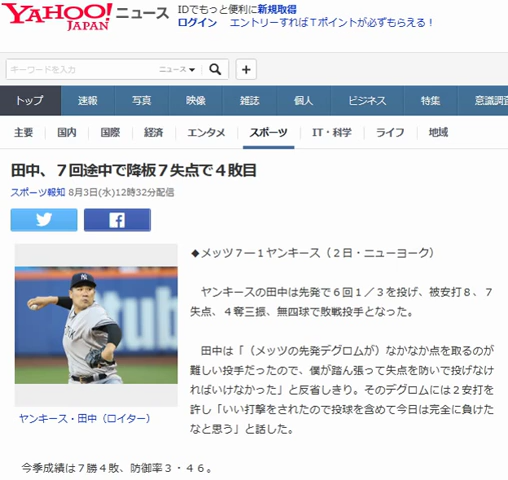 YAHOO! ニュース
JAPAN
IDでもっと便利に新規取得
ログイン エントリーすればTポイントが必ずもらえる！
キーワードを入力 ニュース
トップ 速報 写真 映像 雑誌 個人 ビジネス 特集 意識調査
主要 国内 国際 経済 エンタメ スポーツ IT・科学 ライフ 地域
田中、７回途中で降板７失点で４敗目
スポーツ報知 8月3日(水)12時32分配信
◆メッツ７―１ヤンキース（２日・ニューヨーク）
ヤンキースの田中は先発で６回１／３を投げ、被安打８、７
失点、４奪三振、無四球で敗戦投手となった。
田中は「（メッツの先発デグロムが）なかなか点を取るのが
難しい投手だったので、僕が踏ん張って失点を防いで投げなけ
ればいけなかった」と反省しきり。そのデグロムには２安打を
許し「いい打撃をされたので投球を含めて今日は完全に負けた
なと思う」と話した。
ヤンキース・田中（ロイター）
今季成績は７勝４敗、防御率３・４６。